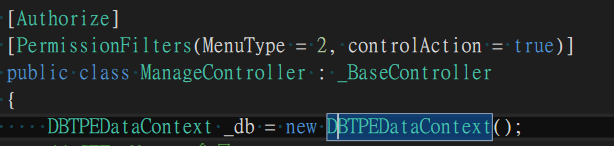 [Authorize]
[PermissionFilters(MenuType = 2, controlAction = true)]
public class ManageController : _BaseController
{
DBTPEDataContext _db = new DBTPEDataContext();